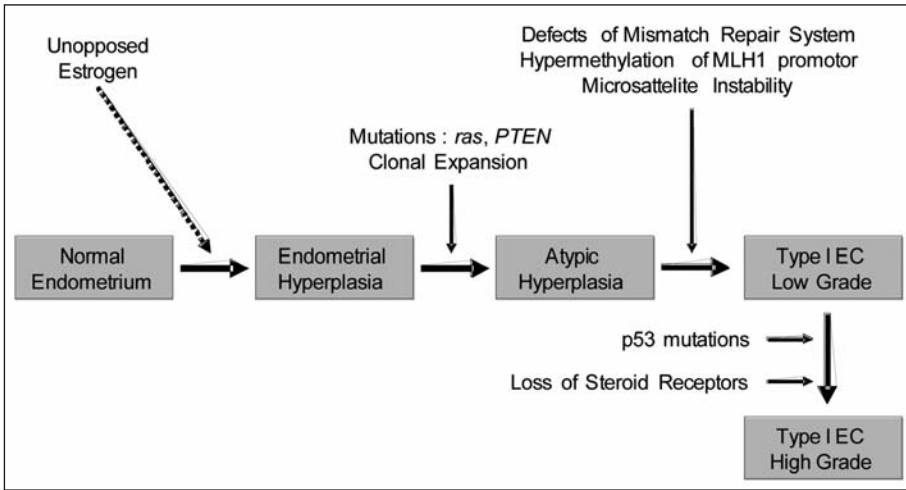 Unopposed
Estrogen
Defects of Mismatch Repair System
Hypermethylation of MLH1 promotor
Microsattelite Instability
Mutations : ras, PTEN
Clonal Expansion
Normal
Endometrium
Endometrial
Hyperplasia
Atypic
Hyperplasia
Type I EC
Low Grade
p53 mutations
Loss of Steroid Receptors
Type I EC
High Grade